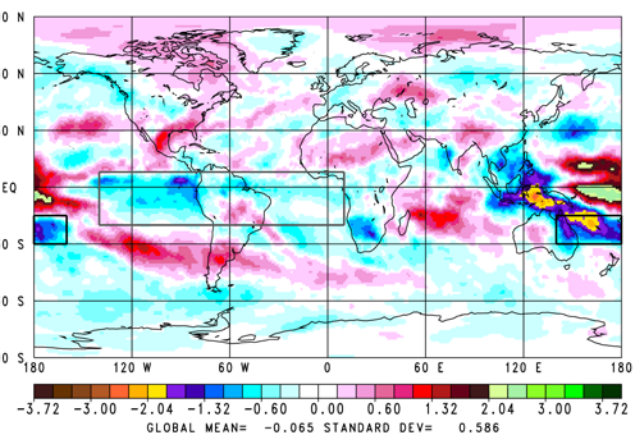 0 N
0 N
0 N
EQ
0 S
0 S
0 S
180 120 W 60 W 0 60 E 120 E 180
-3.72 -3.00 -2.04 -1.32 -0.60 0.00 0.60 1.32 2.04 3.00 3.72
GLOBAL MEAN= -0.065 STANDARD DEV= 0.586